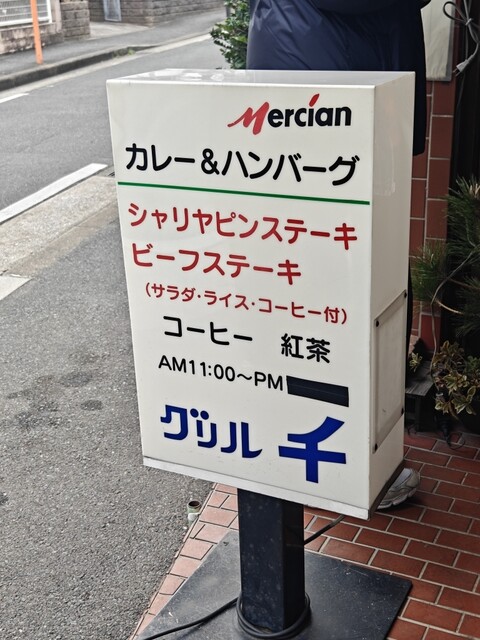 Mercian
カレー&ハンバーグ
シャリヤピンステーキ
ビーフステーキ
(サラダ・ライス・コーヒー付)
コーヒー 紅茶
AM11:00〜PM
グリル 千